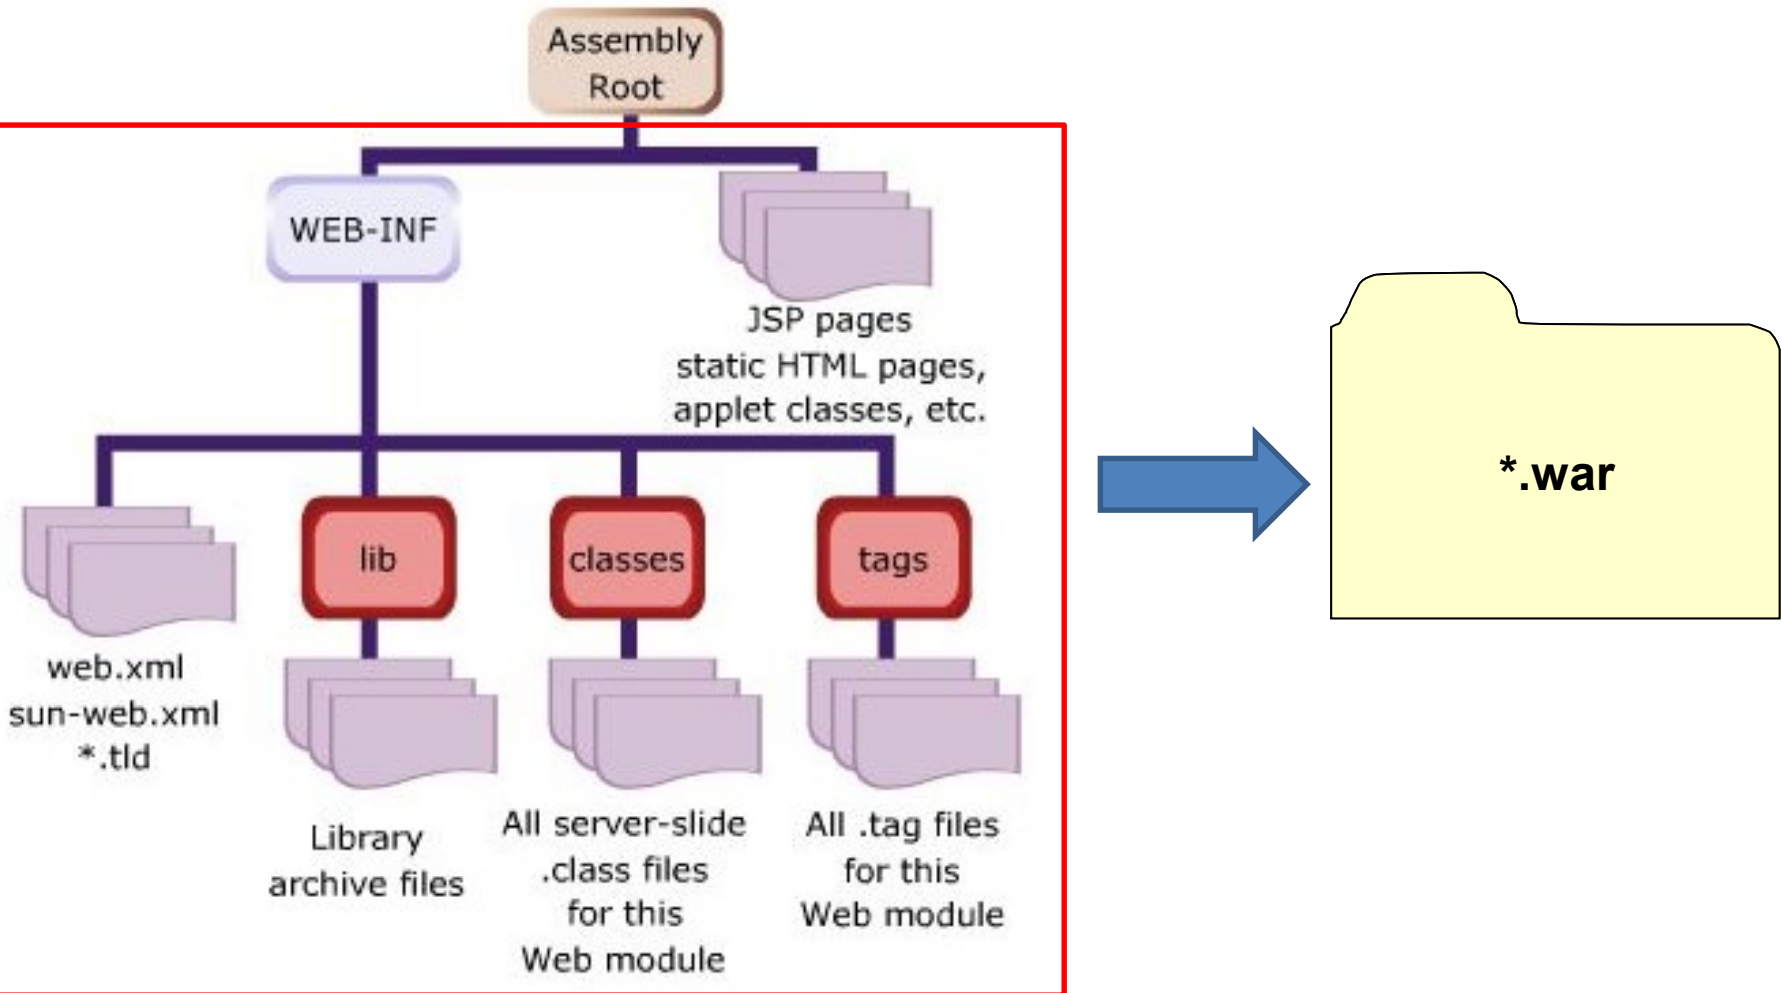 Assembly
Root
WEB-INF
JSP pages
static HTML pages,
applet classes, etc.
*.war
lib
classes
tags
web.xml
sun-web.xml
*.tld
Library
archive files
All server-slide
.class files
for this
Web module
All .tag files
for this
Web module